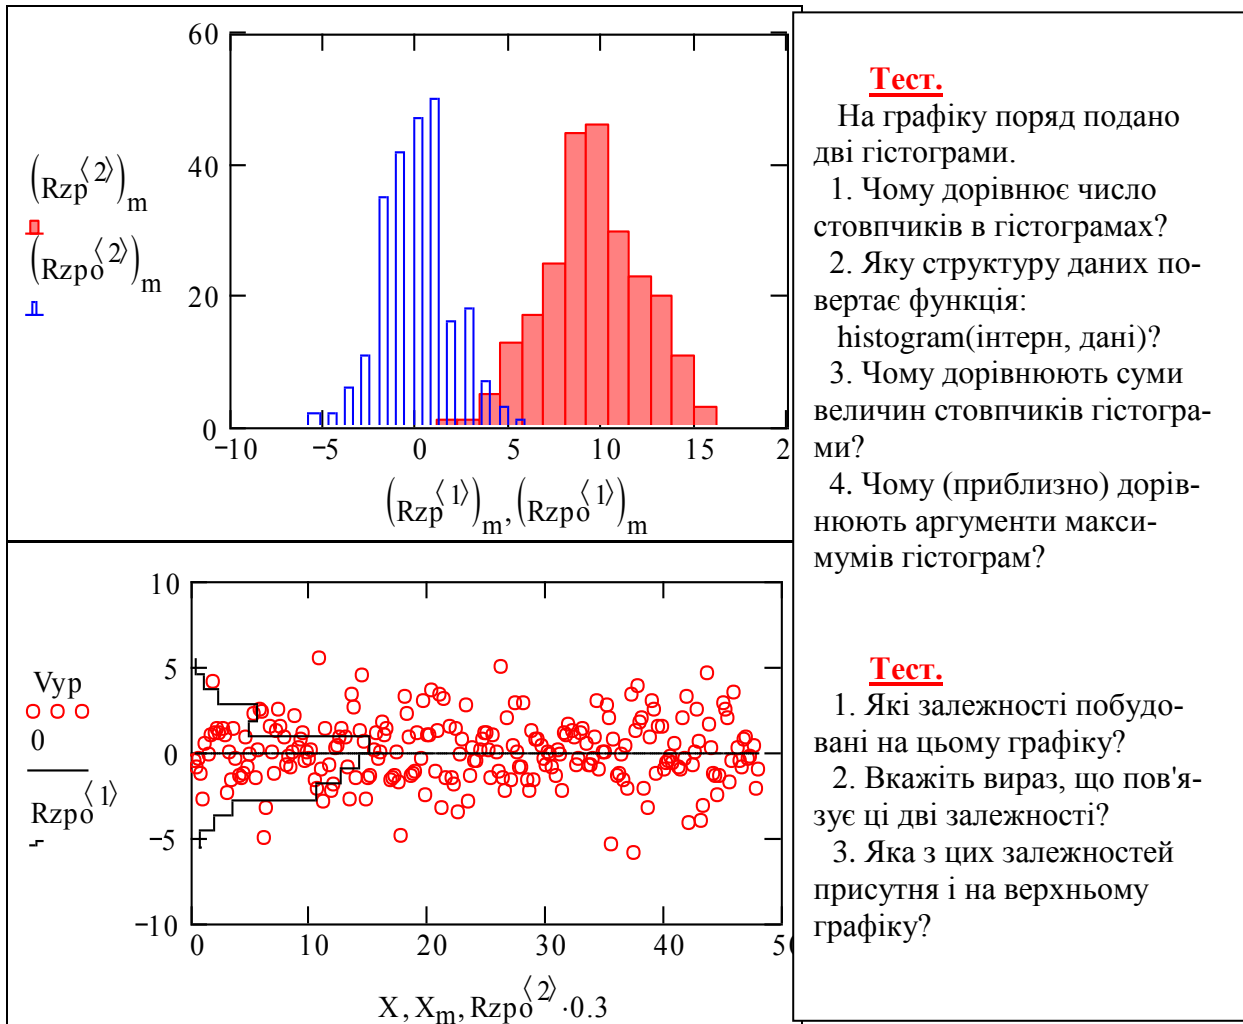 60
40
20
0
−10
−5
0
5
10
15
2
(Rzp⟨2⟩)m
(Rzpo⟨2⟩)m
(Rzp⟨1⟩)m, (Rzpo⟨1⟩)m
Тест.
На графіку поряд подано
дві гістограми.
1. Чому дорівнює число
стовпчиків в гістограмах?
2. Яку структуру даних по-
вертає функція:
histogram(інтерн, дані)?
3. Чому дорівнюють суми
величин стовпчиків гістогра-
ми?
4. Чому (приблизно) дорів-
нюють аргументи макси-
мумів гістограм?
10
5
0
−5
−10
0
10
20
30
40
5
Vyp
0
Rzpo⟨1⟩
X, Xm, Rzpo⟨2⟩·0.3
Тест.
1. Які залежності побудо-
вані на цьому графіку?
2. Вкажіть вираз, що пов'я-
зує ці дві залежності?
3. Яка з цих залежностей
присутня і на верхньому
графіку?